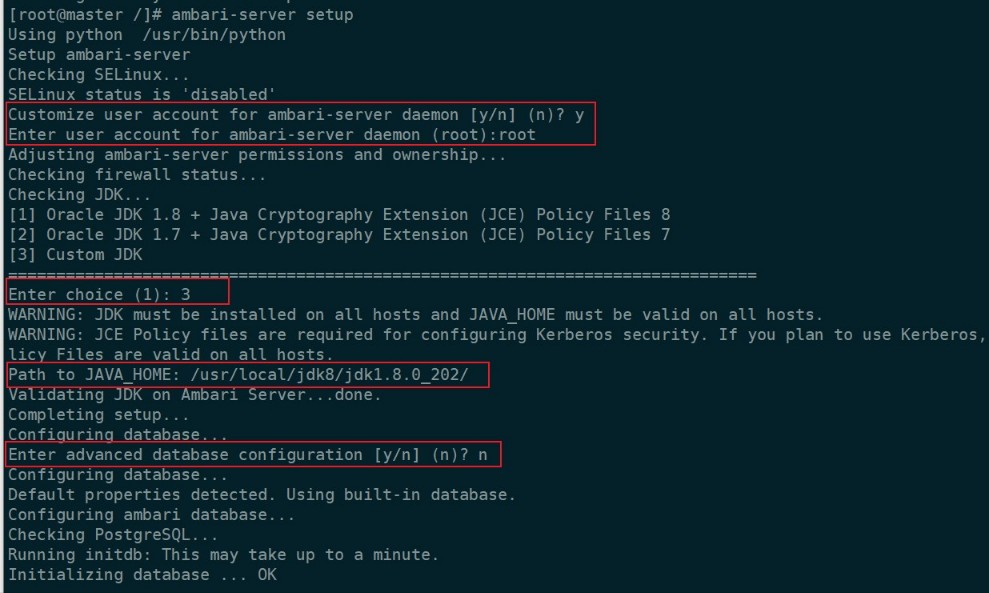 [root@master /]# ambari-server setup
Using python  /usr/bin/python
Setup ambari-server
Checking SELinux...
SELinux status is 'disabled'
Customize user account for ambari-server daemon [y/n] (n)? y
Enter user account for ambari-server daemon (root):root
Adjusting ambari-server permissions and ownership...
Checking firewall status...
Checking JDK...
[1] Oracle JDK 1.8 + Java Cryptography Extension (JCE) Policy Files 8
[2] Oracle JDK 1.7 + Java Cryptography Extension (JCE) Policy Files 7
[3] Custom JDK
==============================================================================
Enter choice (1): 3
WARNING: JDK must be installed on all hosts and JAVA_HOME must be valid on all hosts.
WARNING: JCE Policy files are required for configuring Kerberos security. If you plan to use Kerberos,
licy Files are valid on all hosts.
Path to JAVA_HOME: /usr/local/jdk8/jdk1.8.0_202/
Validating JDK on Ambari Server...done.
Completing setup...
Configuring database...
Enter advanced database configuration [y/n] (n)? n
Configuring database...
Default properties detected. Using built-in database.
Configuring ambari database...
Checking PostgreSQL...
Running initdb: This may take up to a minute.
Initializing database ... OK